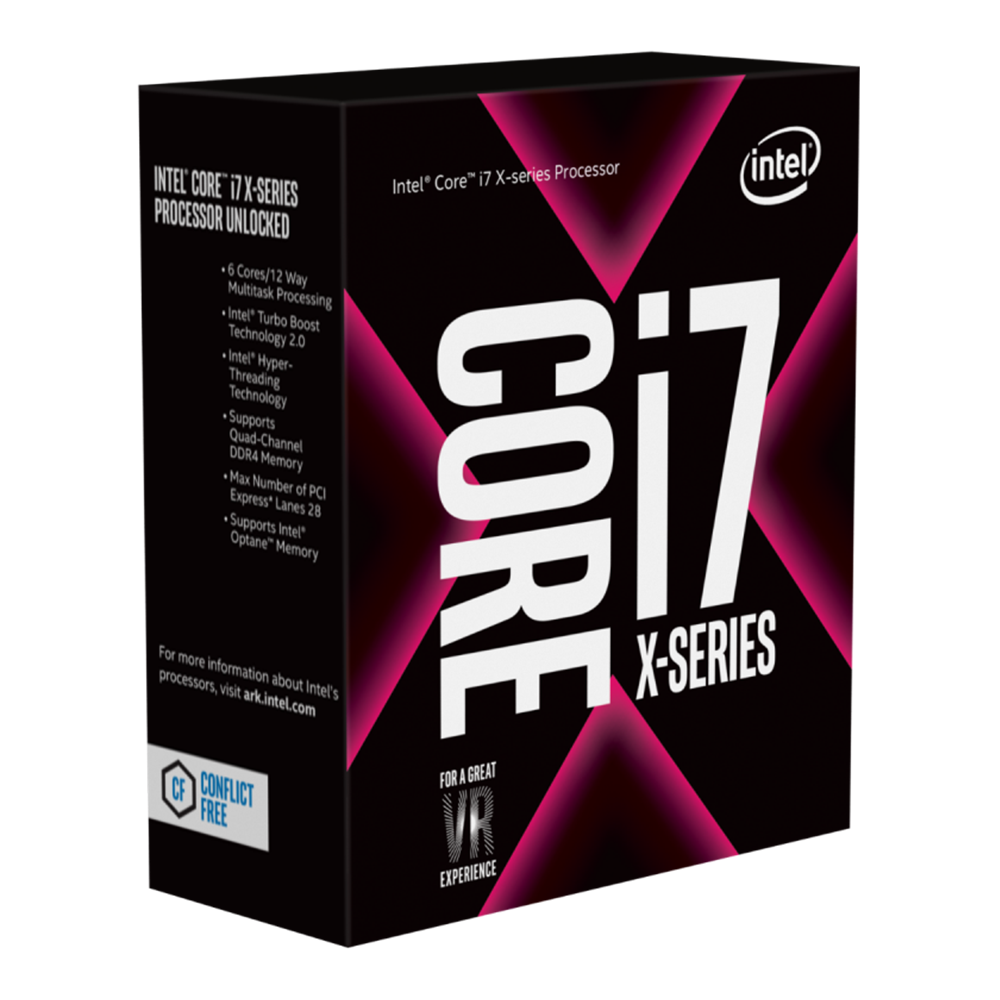 INTEL® CORE™ i7 X-SERIES
PROCESSOR UNLOCKED
• 6 Cores/12 Way
Multitask Processing
• Intel® Turbo Boost
Technology 2.0
• Intel® Hyper-
Threading
Technology
• Supports
Quad-Channel
DDR4 Memory
• Max Number of PCI
Express* Lanes 28
• Supports Intel®
Optane™ Memory
For more information about Intel's
processors, visit ark.intel.com
CF
CONFLICT
FREE
Intel® Core™ i7 X-series Processor
intel®
CORE
i7
X-SERIES
FOR A GREAT
VR
EXPERIENCE